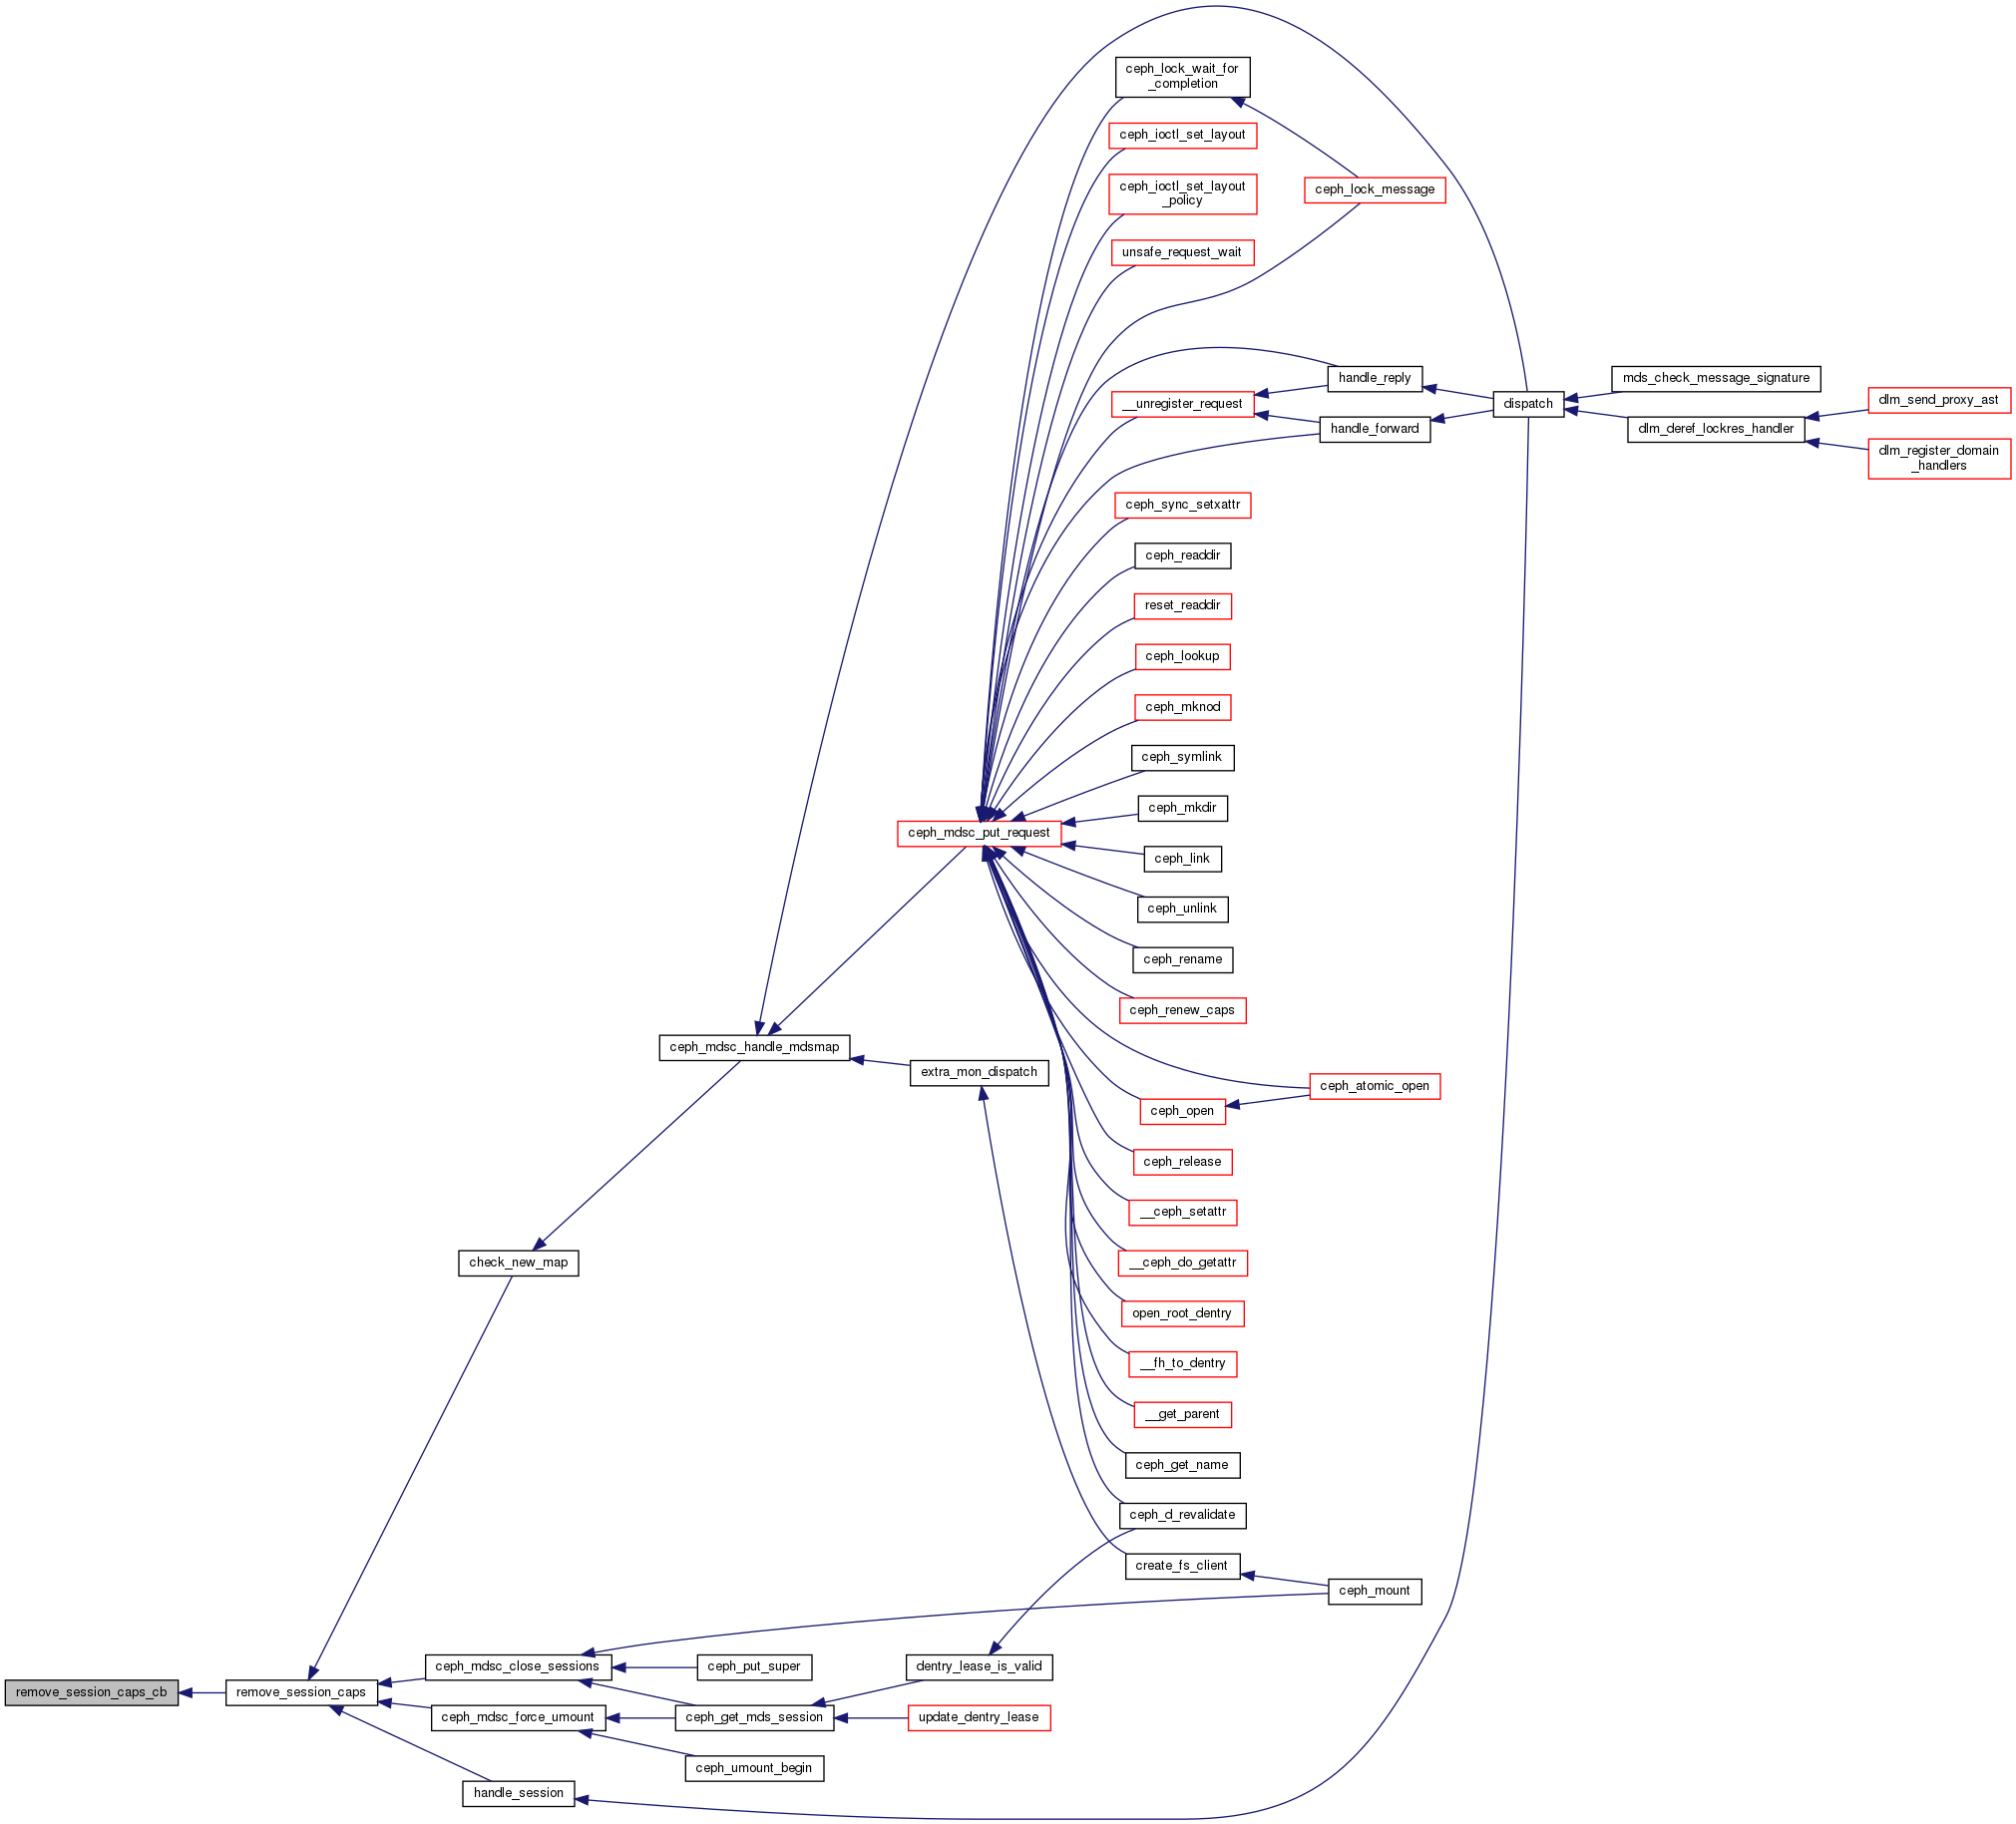 ceph_lock_wait_for
_completion
ceph_ioctl_set_layout
ceph_ioctl_set_layout
_policy
ceph_lock_message
unsafe_request_wait
handle_reply
mds_check_message_signature
__unregister_request
dispatch
dlm_send_proxy_ast
handle_forward
dlm_deref_lockres_handler
dlm_register_domain
_handlers
ceph_sync_setxattr
ceph_readdir
reset_readdir
ceph_lookup
ceph_mknod
ceph_symlink
ceph_mkdir
ceph_mdsc_put_request
ceph_link
ceph_unlink
ceph_rename
ceph_renew_caps
ceph_mdsc_handle_mdsmap
extra_mon_dispatch
ceph_atomic_open
ceph_open
ceph_release
__ceph_setattr
check_new_map
__ceph_do_getattr
open_root_dentry
__fh_to_dentry
__get_parent
ceph_get_name
ceph_d_revalidate
create_fs_client
ceph_mount
ceph_mdsc_close_sessions
ceph_put_super
dentry_lease_is_valid
remove_session_caps_cb
remove_session_caps
ceph_mdsc_force_umount
ceph_get_mds_session
update_dentry_lease
ceph_umount_begin
handle_session